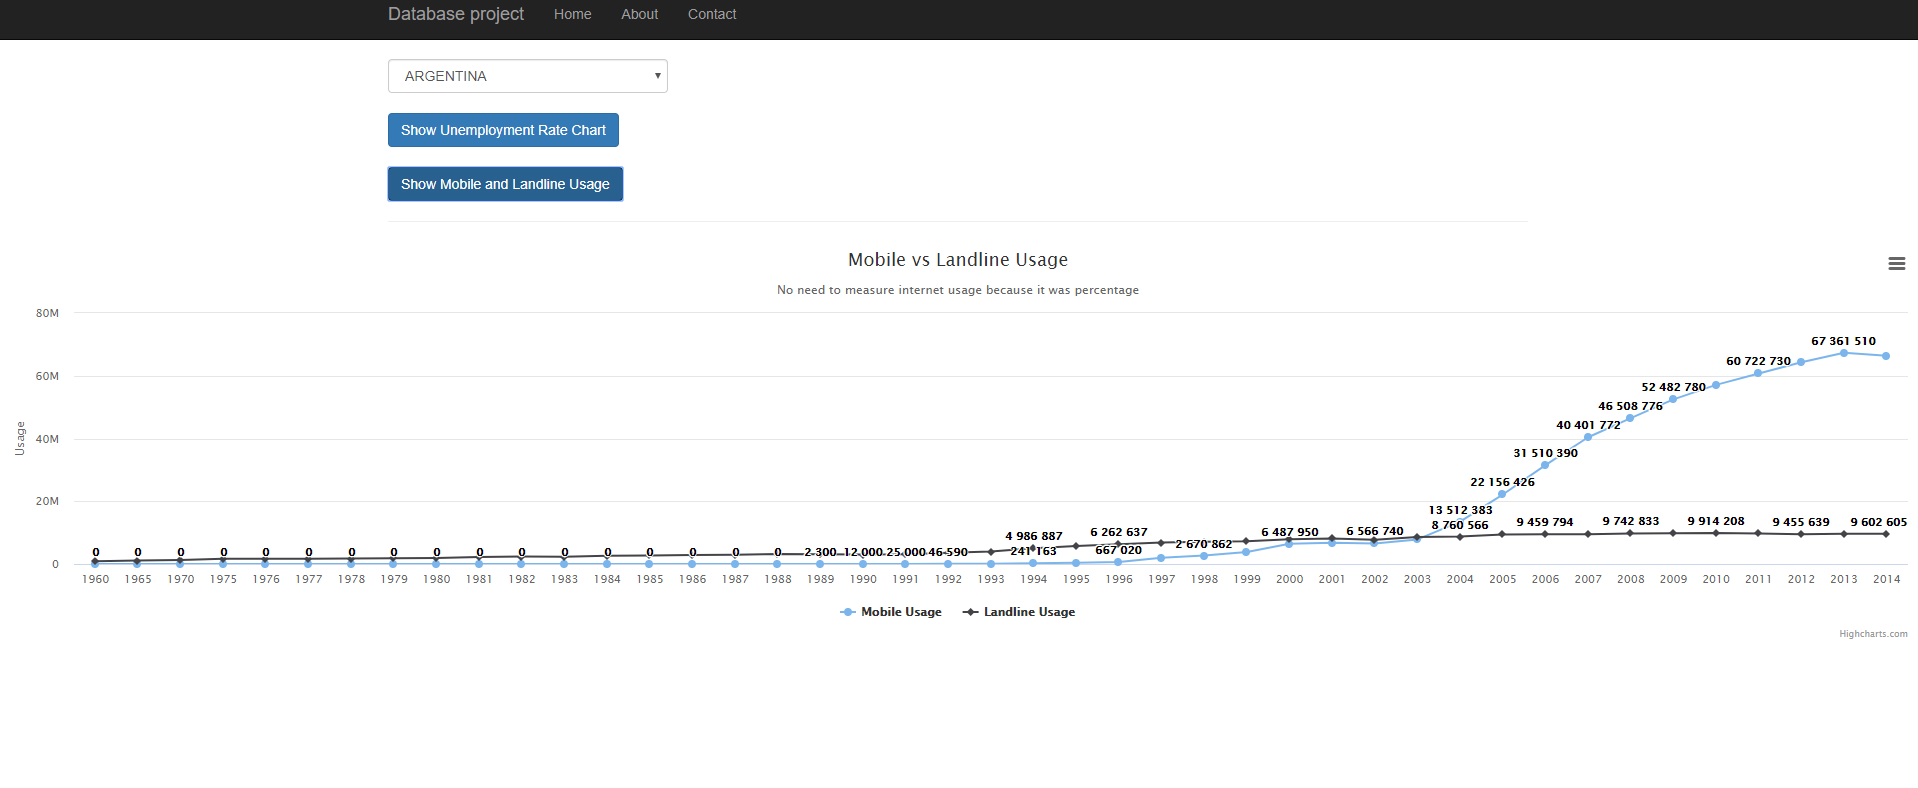 Database project Home About Contact
ARGENTINA
Show Unemployment Rate Chart
Show Mobile and Landline Usage
Mobile vs Landline Usage
No need to measure internet usage because it was percentage
Usage
80M
60M
40M
20M
0
67 361 510
60 722 730
52 482 780
46 508 776
40 401 772
31 510 390
22 156 426
13 512 383
4 986 887 6 262 637 6 487 950 6 566 740 8 760 566 9 459 794 9 742 833 9 914 208 9 455 639 9 602 605
0 0 0 0 0 0 0 0 0 0 0 0 0 0 0 0 0 2 300 12 000 25 000 46 590 241 163 667 020 2 670 862
1960 1965 1970 1975 1976 1977 1978 1979 1980 1981 1982 1983 1984 1985 1986 1987 1988 1989 1990 1991 1992 1993 1994 1995 1996 1997 1998 1999 2000 2001 2002 2003 2004 2005 2006 2007 2008 2009 2010 2011 2012 2013 2014
Mobile Usage Landline Usage
Highcharts.com